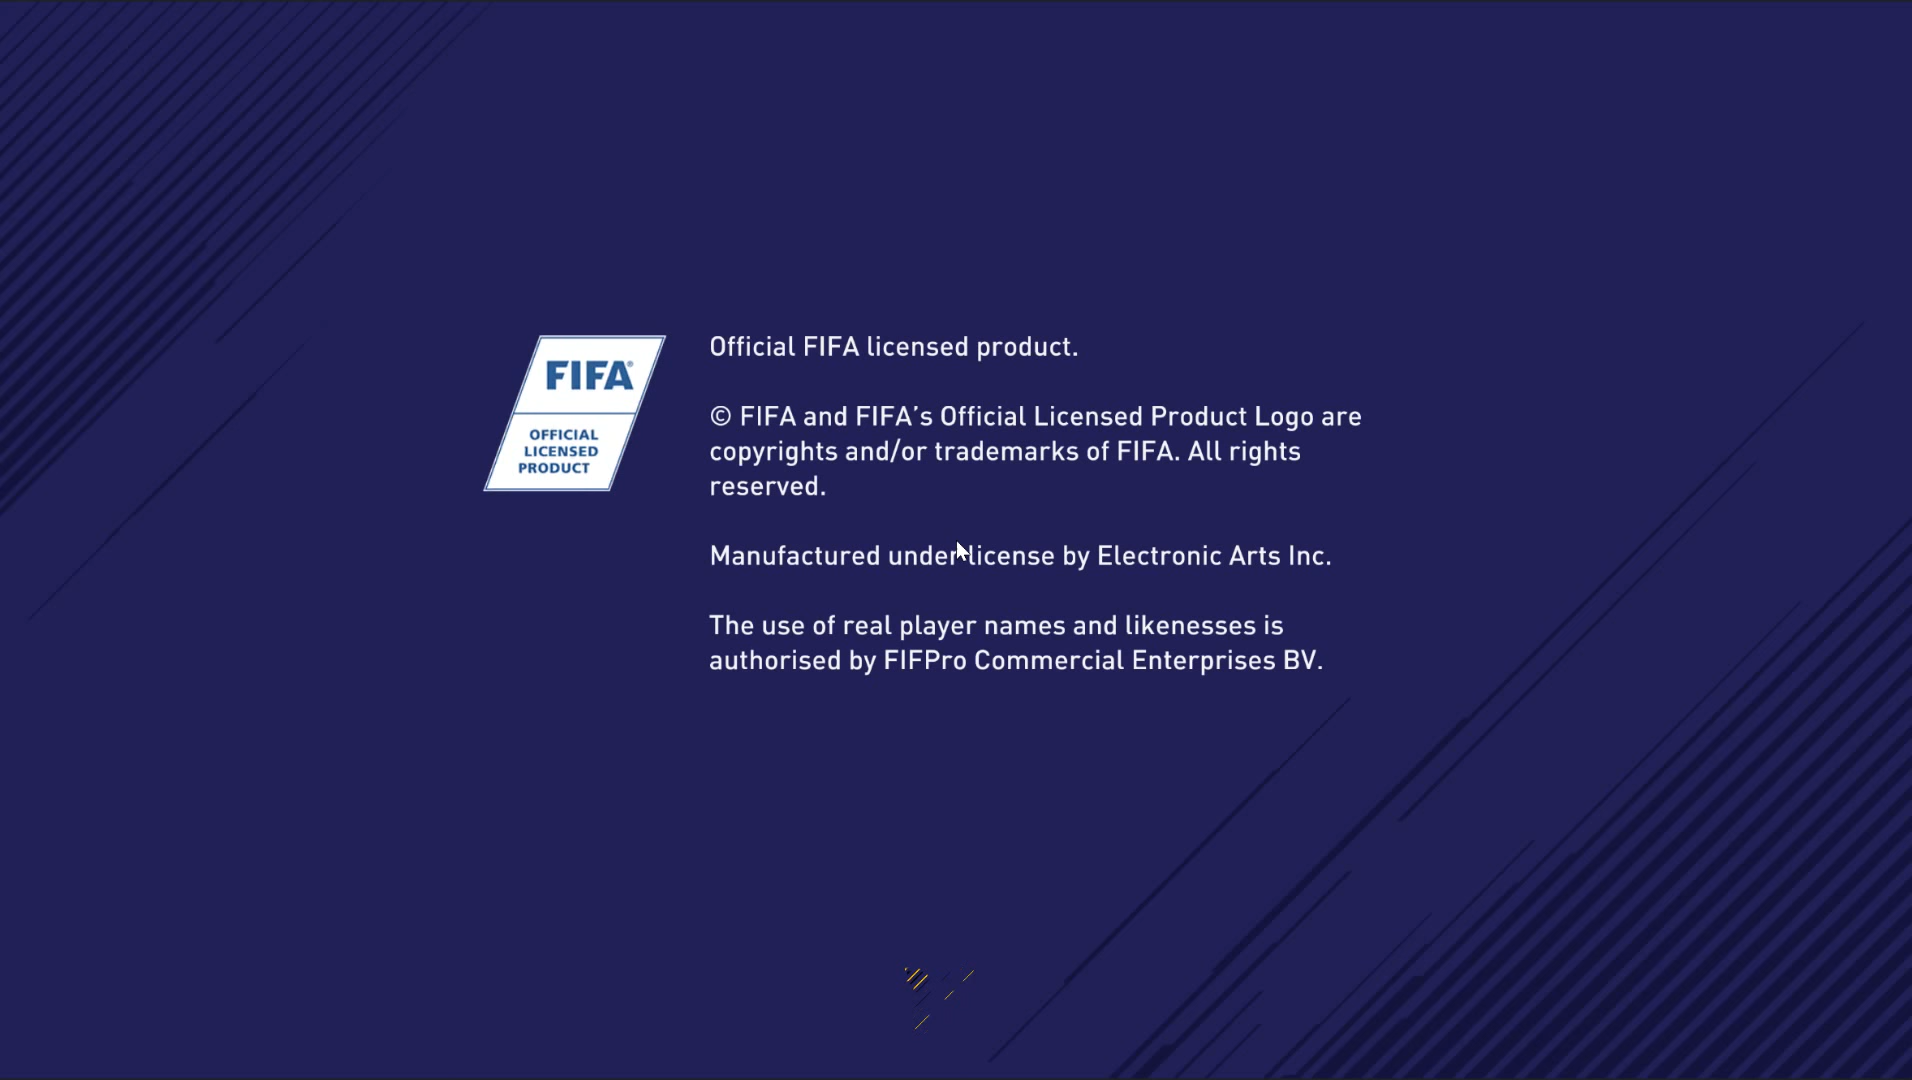 FIFA®
OFFICIAL
LICENSED
PRODUCT
Official FIFA licensed product.
© FIFA and FIFA’s Official Licensed Product Logo are
copyrights and/or trademarks of FIFA. All rights
reserved.
Manufactured under license by Electronic Arts Inc.
The use of real player names and likenesses is
authorised by FIFPro Commercial Enterprises BV.